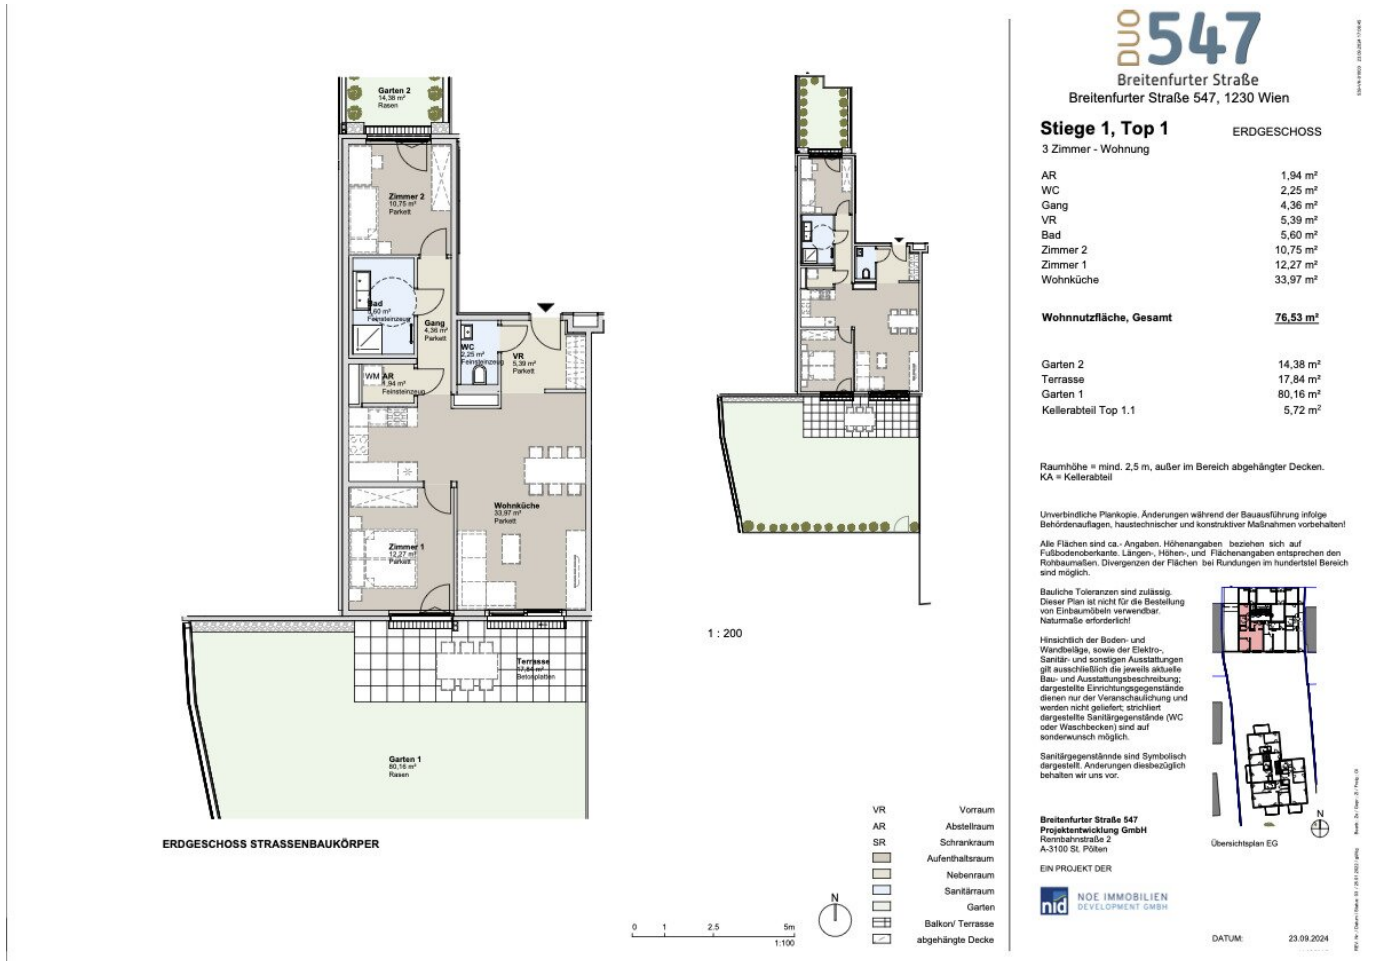 DUO 547
Breitenfurter Straße
Breitenfurter Straße 547, 1230 Wien
Stiege 1, Top 1 ERDGESCHOSS
3 Zimmer - Wohnung
AR 1,94 m²
WC 2,25 m²
Gang 4,36 m²
VR 5,39 m²
Bad 5,60 m²
Zimmer 2 10,75 m²
Zimmer 1 12,27 m²
Wohnküche 33,97 m²
Wohnnutzfläche, Gesamt 76,53 m²
Garten 2 14,38 m²
Terrasse 17,84 m²
Garten 1 80,16 m²
Kellerabteil Top 1.1 5,72 m²
Raumhöhe = mind. 2,5 m, außer im Bereich abgehängter Decken.
KA = Kellerabteil
Unverbindliche Plankopie. Änderungen während der Bauausführung infolge
Behördenauflagen, haustechnischer und konstruktiver Maßnahmen vorbehalten!
Alle Flächen sind ca.- Angaben. Höhenangaben beziehen sich auf
Fußbodenoberkante. Längen-, Höhen-, und Flächenangaben entsprechen den
Rohbaumaßen. Divergenzen der Flächen bei Rundungen im hundertstel Bereich
sind möglich.
Bauliche Toleranzen sind zulässig.
Dieser Plan ist nicht für die Bestellung
von Einbaumöbeln verwendbar.
Naturmaße erforderlich!
Hinsichtlich der Boden- und
Wandbeläge, sowie der Elektro-,
Sanitär- und sonstigen Ausstattungen
gilt ausschließlich die jeweils aktuelle
Bau- und Ausstattungsbeschreibung;
dargestellte Einrichtungsgegenstände
dienen nur der Veranschaulichung und
werden nicht geliefert; strichliert
dargestellte Sanitärgegenstände (WC
oder Waschbecken) sind auf
sonderwunsch möglich.
Sanitärgegenstännde sind Symbolisch
dargestellt. Änderungen diesbezüglich
behalten wir uns vor.
Breitenfurter Straße 547
Projektentwicklung GmbH
Rennbahnstraße 2
A-3100 St. Pölten
EIN PROJEKT DER
nid NOE IMMOBILIEN
DEVELOPMENT GMBH
N
Übersichtsplan EG
DATUM: 23.09.2024
Garten 2
14,38 m²
Rasen
Zimmer 2
10,75 m²
Parkett
Bad
5,60 m²
Feinsteinzeug
Gang
4,36 m²
Parkett
WC
2,25 m²
Feinsteinzeug
VR
5,39 m²
Parkett
WM
AR
1,94 m²
Feinsteinzeug
Wohnküche
33,97 m²
Parkett
Zimmer 1
12,27 m²
Parkett
Terrasse
17,84 m²
Betonplatten
Garten 1
80,16 m²
Rasen
ERDGESCHOSS STRASSENBAUKÖRPER
1 : 200
VR Vorraum
AR Abstellraum
SR Schrankraum
Aufenthaltsraum
Nebenraum
Sanitärraum
Garten
Balkon/ Terrasse
abgehängte Decke
N
0 1 2.5 5m
1:100